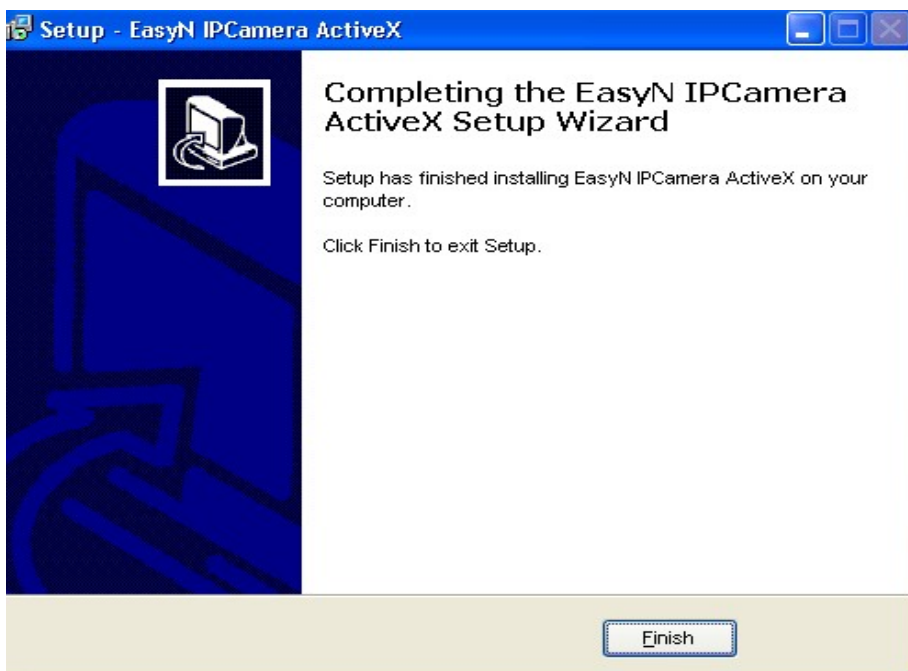 Setup - EasyN IPCamera ActiveX
Completing the EasyN IPCamera
ActiveX Setup Wizard
Setup has finished installing EasyN IPCamera ActiveX on your
computer.
Click Finish to exit Setup.
Finish